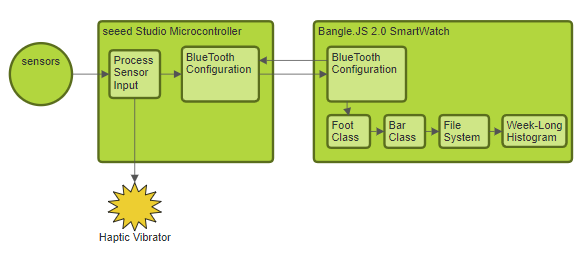 seeed Studio Microcontroller
Bangle.JS 2.0 SmartWatch
sensors
Process
Sensor
Input
BlueTooth
Configuration
BlueTooth
Configuration
Foot
Class
Bar
Class
File
System
Week-Long
Histogram
Haptic Vibrator